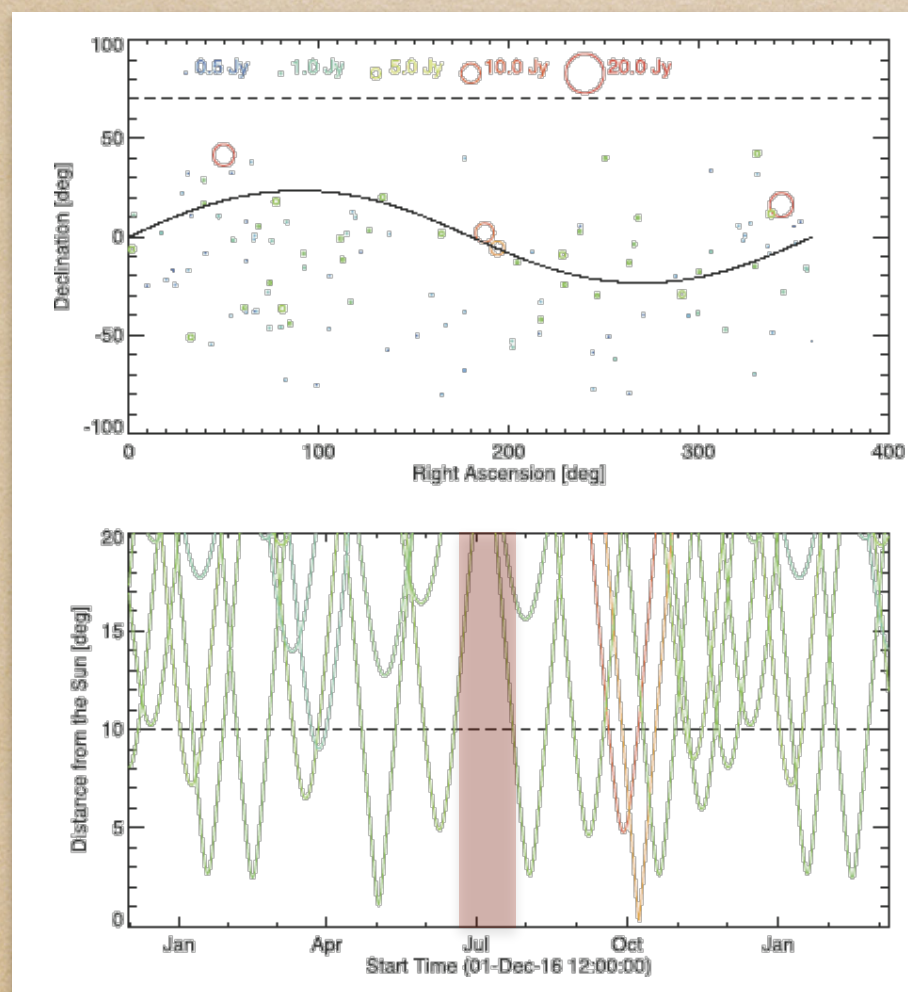 100
0.5 Jy 1.0 Jy 5.0 Jy 10.0 Jy 20.0 Jy
50
0
-50
-100
Declination [deg]
0 100 200 300 400
Right Ascension [deg]
20
15
10
5
0
Distance from the Sun [deg]
Jan Apr Jul Oct Jan
Start Time (01-Dec-16 12:00:00)